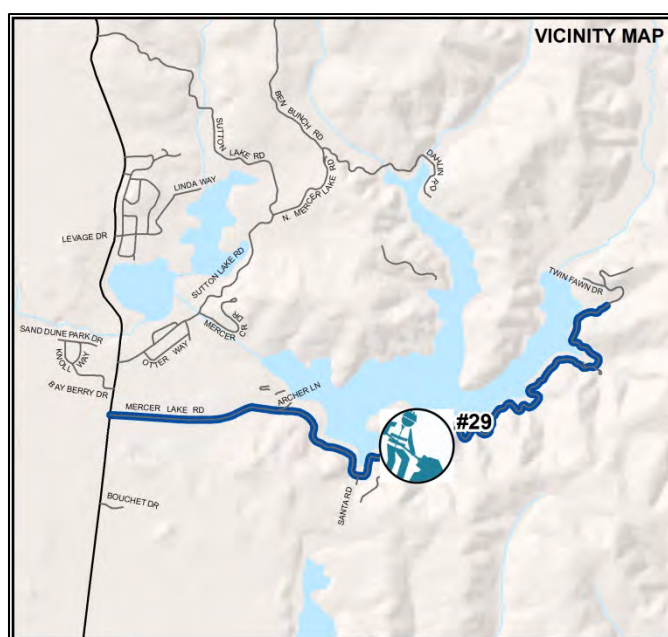 VICINITY MAP
BEN BUNCH RD
SUTTON
LAKE RD
DAHLIN RD
LINDA WAY
N. MERCER LAKE RD
LEVAGE DR
SUTTON LAKE RD
TWIN FAWN DR
MERCER
CR DR
SAND DUNE PARK DR
KNOLL
WAY
OTTER WAY
BAY BERRY DR
ARCHER LN
MERCER LAKE RD
#29
SANTA RD
BOUCHET DR